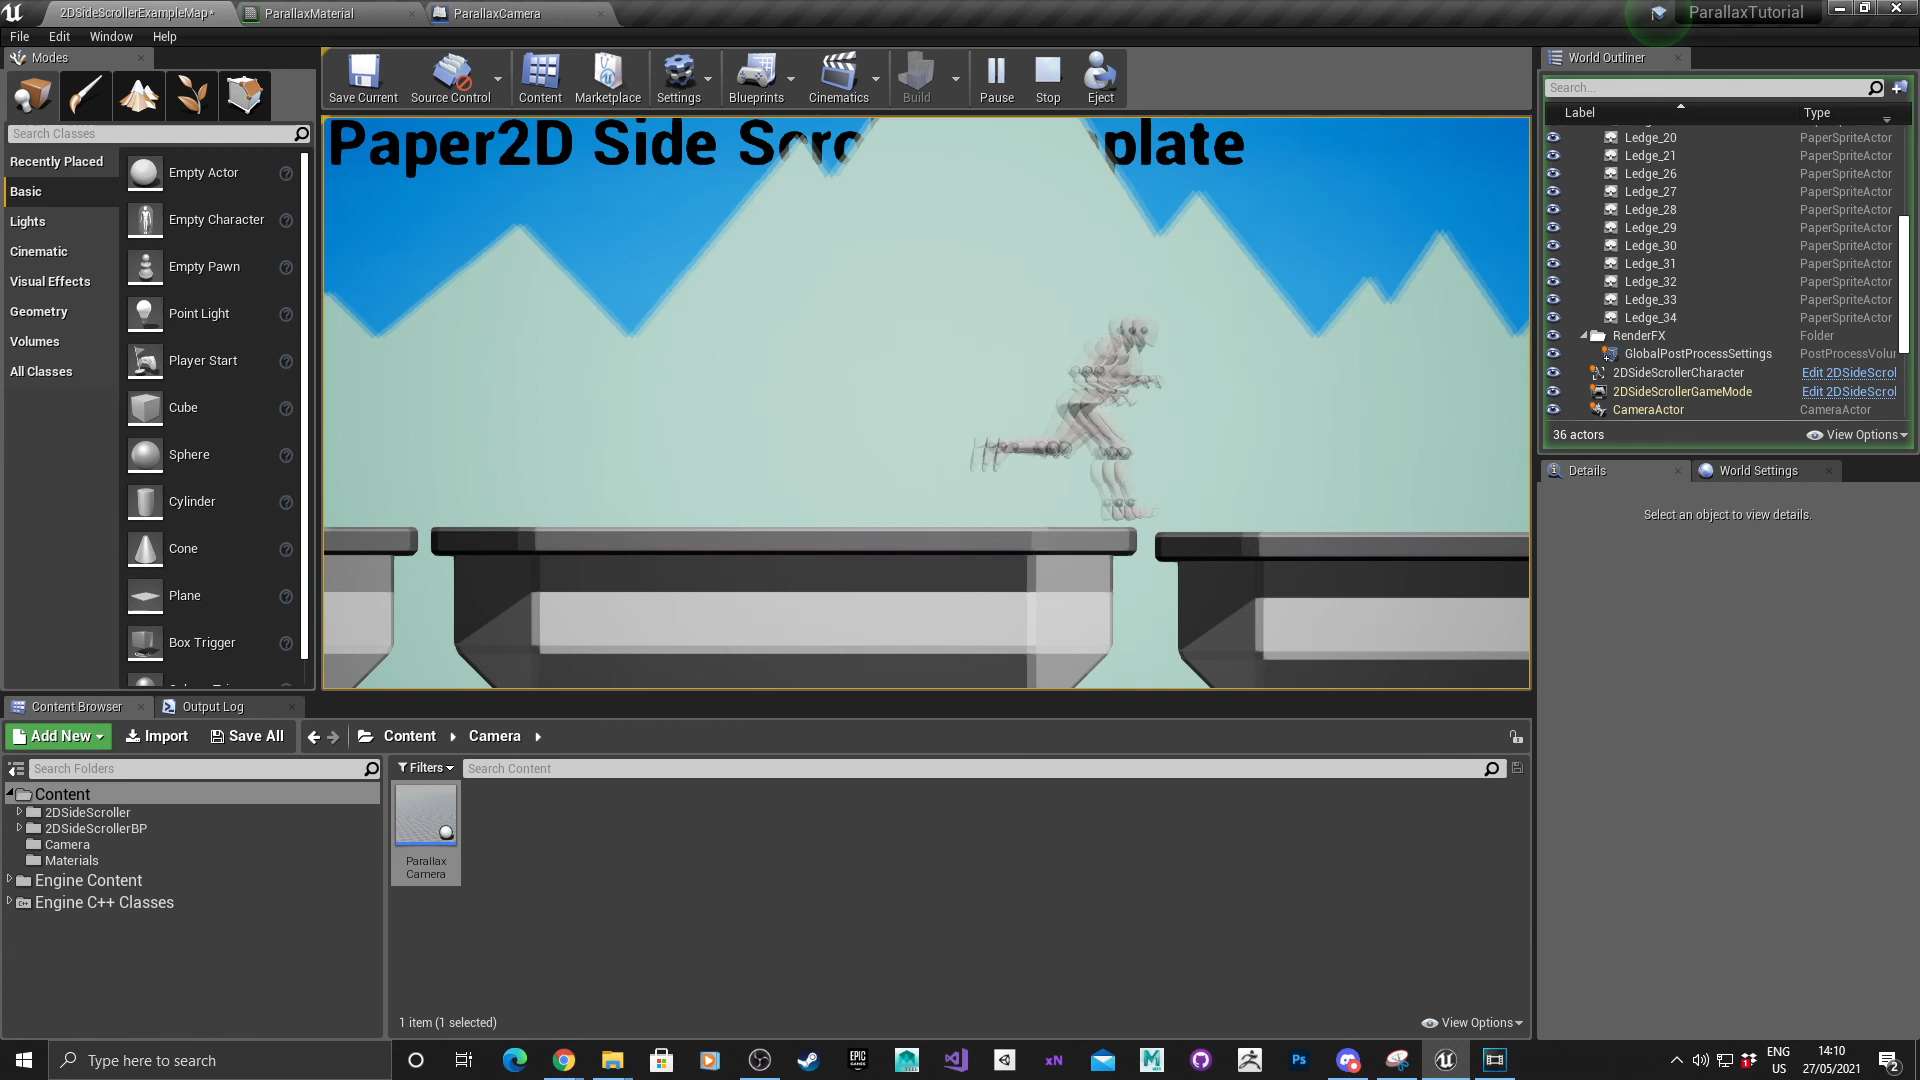 2DSideScrollerExampleMap*
ParallaxMaterial
ParallaxCamera
ParallaxTutorial
File
Edit
Window
Help
Modes
Save Current
Source Control
Content
Marketplace
Settings
Blueprints
Cinematics
Build
Pause
Stop
Eject
Search Classes
Recently Placed
Basic
Lights
Cinematic
Visual Effects
Geometry
Volumes
All Classes
Empty Actor
Empty Character
Empty Pawn
Point Light
Player Start
Cube
Sphere
Cylinder
Cone
Plane
Box Trigger
Paper2D Side Scro plate
World Outliner
Search...
Label Type
Ledge_20 PaperSpriteActor
Ledge_21 PaperSpriteActor
Ledge_26 PaperSpriteActor
Ledge_27 PaperSpriteActor
Ledge_28 PaperSpriteActor
Ledge_29 PaperSpriteActor
Ledge_30 PaperSpriteActor
Ledge_31 PaperSpriteActor
Ledge_32 PaperSpriteActor
Ledge_33 PaperSpriteActor
Ledge_34 PaperSpriteActor
RenderFX Folder
GlobalPostProcessSettings PostProcessVolu
2DSideScrollerCharacter Edit 2DSideScrol
2DSideScrollerGameMode Edit 2DSideScrol
CameraActor CameraActor
36 actors
View Options
Details
World Settings
Select an object to view details.
Content Browser
Output Log
Add New
Import
Save All
Content
Camera
Search Folders
Filters
Search Content
Content
2DSideScroller
2DSideScrollerBP
Camera
Materials
Engine Content
Engine C++ Classes
Parallax
Camera
1 item (1 selected)
View Options
Type here to search
EPIC
GAMES
xN
M
Ps
ENG
US
14:10
27/05/2021
2